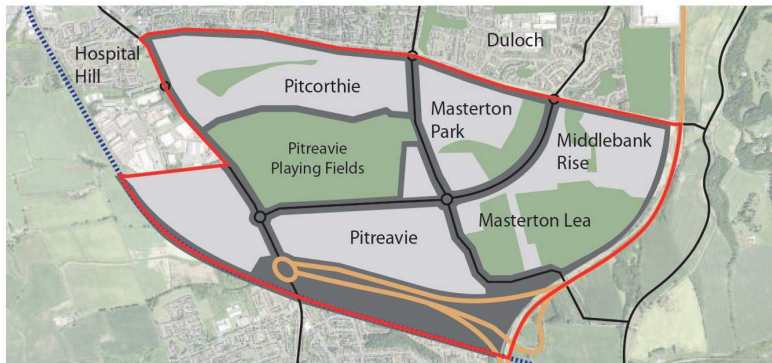 Hospital
Hill
Duloch
Pitcorthie
Masterton
Park
Middlebank
Rise
Pitreavie
Playing Fields
Masterton Lea
Pitreavie